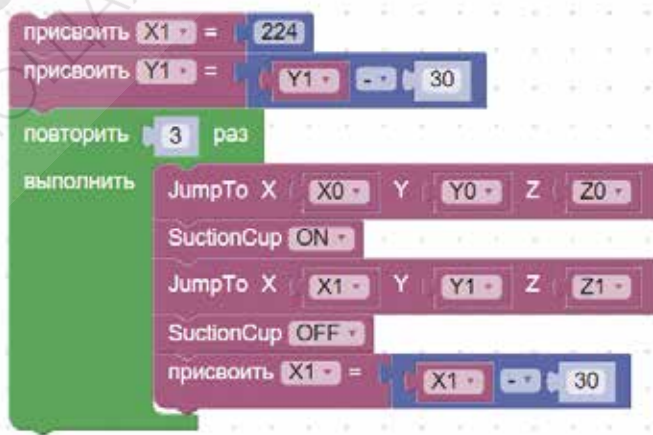 присвоить X1 = 224
присвоить Y1 = Y1 - 30
повторить 3 раз
выполнить JumpTo X X0 Y Y0 Z Z0
SuctionCup ON
JumpTo X X1 Y Y1 Z Z1
SuctionCup OFF
присвоить X1 = X1 - 30